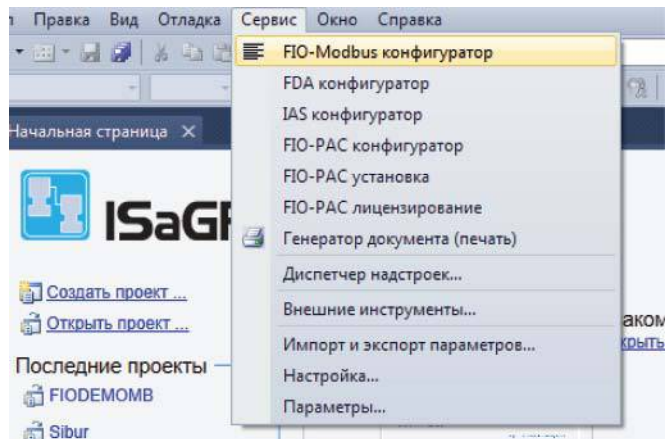 Правка Вид Отладка Сервис Окно Справка
FIO-Modbus конфигуратор
FDA конфигуратор
IAS конфигуратор
FIO-PAC конфигуратор
FIO-PAC установка
FIO-PAC лицензирование
Генератор документа (печать)
Диспетчер надстроек...
Внешние инструменты...
Импорт и экспорт параметров...
Настройка...
Параметры...
Начальная страница
ISaGR
Создать проект ...
Открыть проект ...
Последние проекты
FIODEMOMB
Sibur